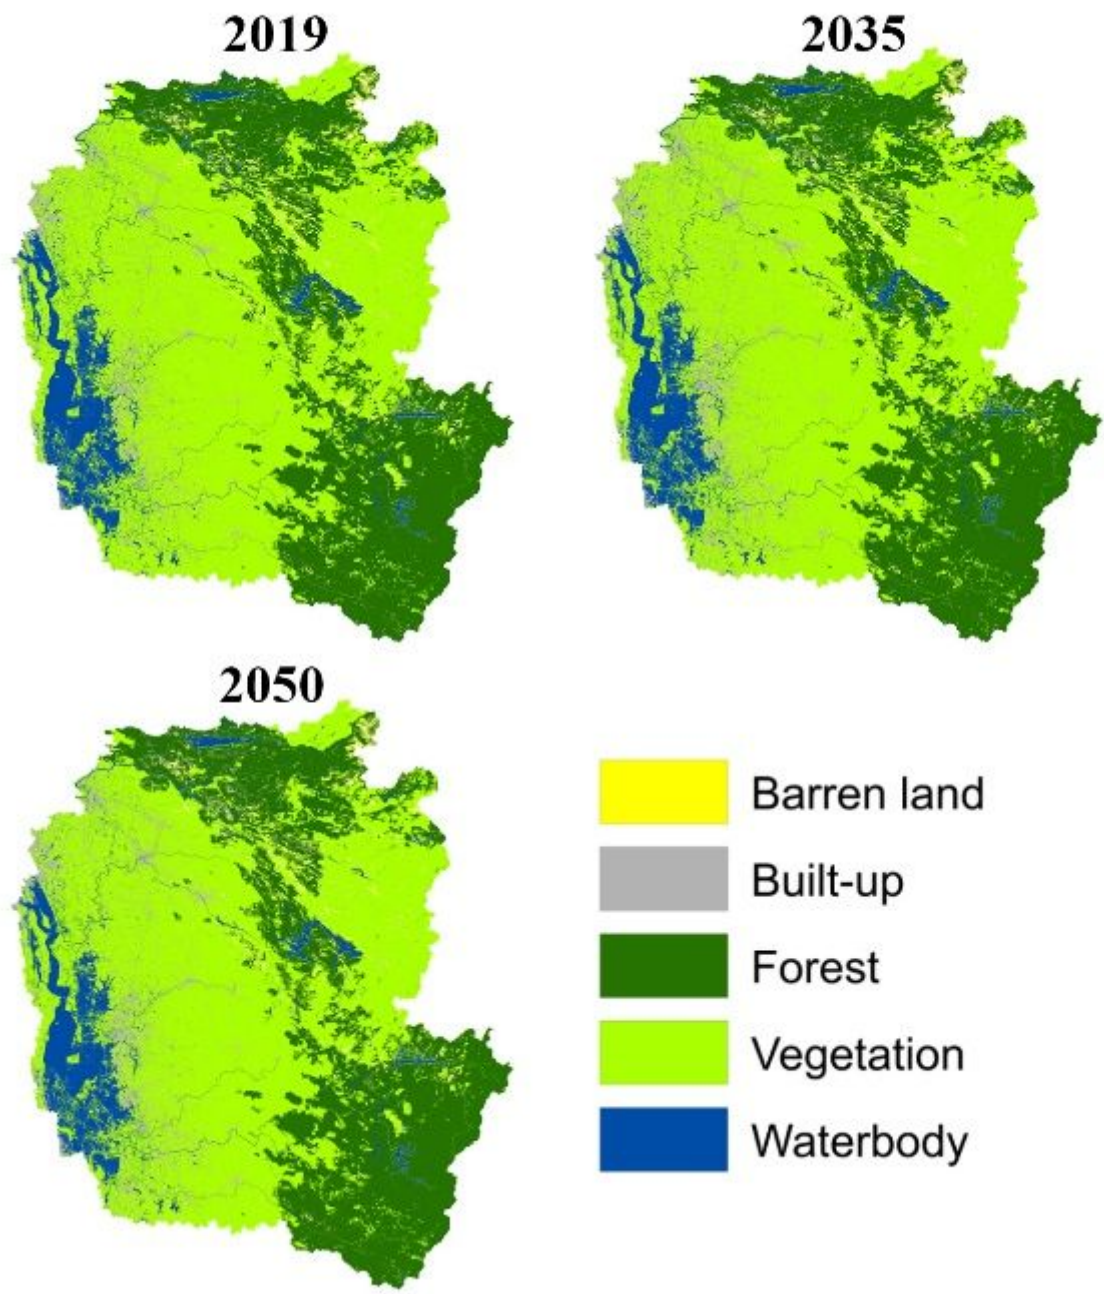 2019
2035
2050
Barren land
Built-up
Forest
Vegetation
Waterbody